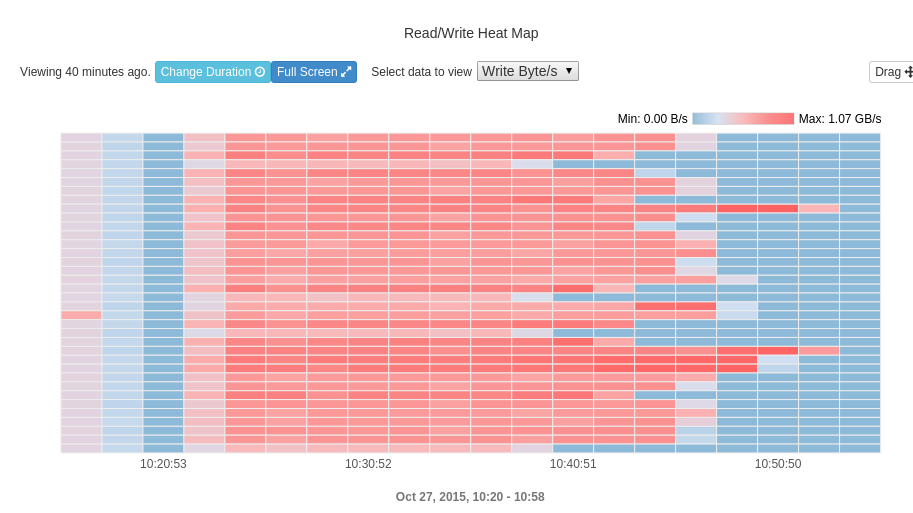 Read/Write Heat Map
Viewing 40 minutes ago. Change Duration Full Screen Select data to view Write Byte/s Drag
Min: 0.00 B/s Max: 1.07 GB/s
10:20:53 10:30:52 10:40:51 10:50:50
Oct 27, 2015, 10:20 - 10:58